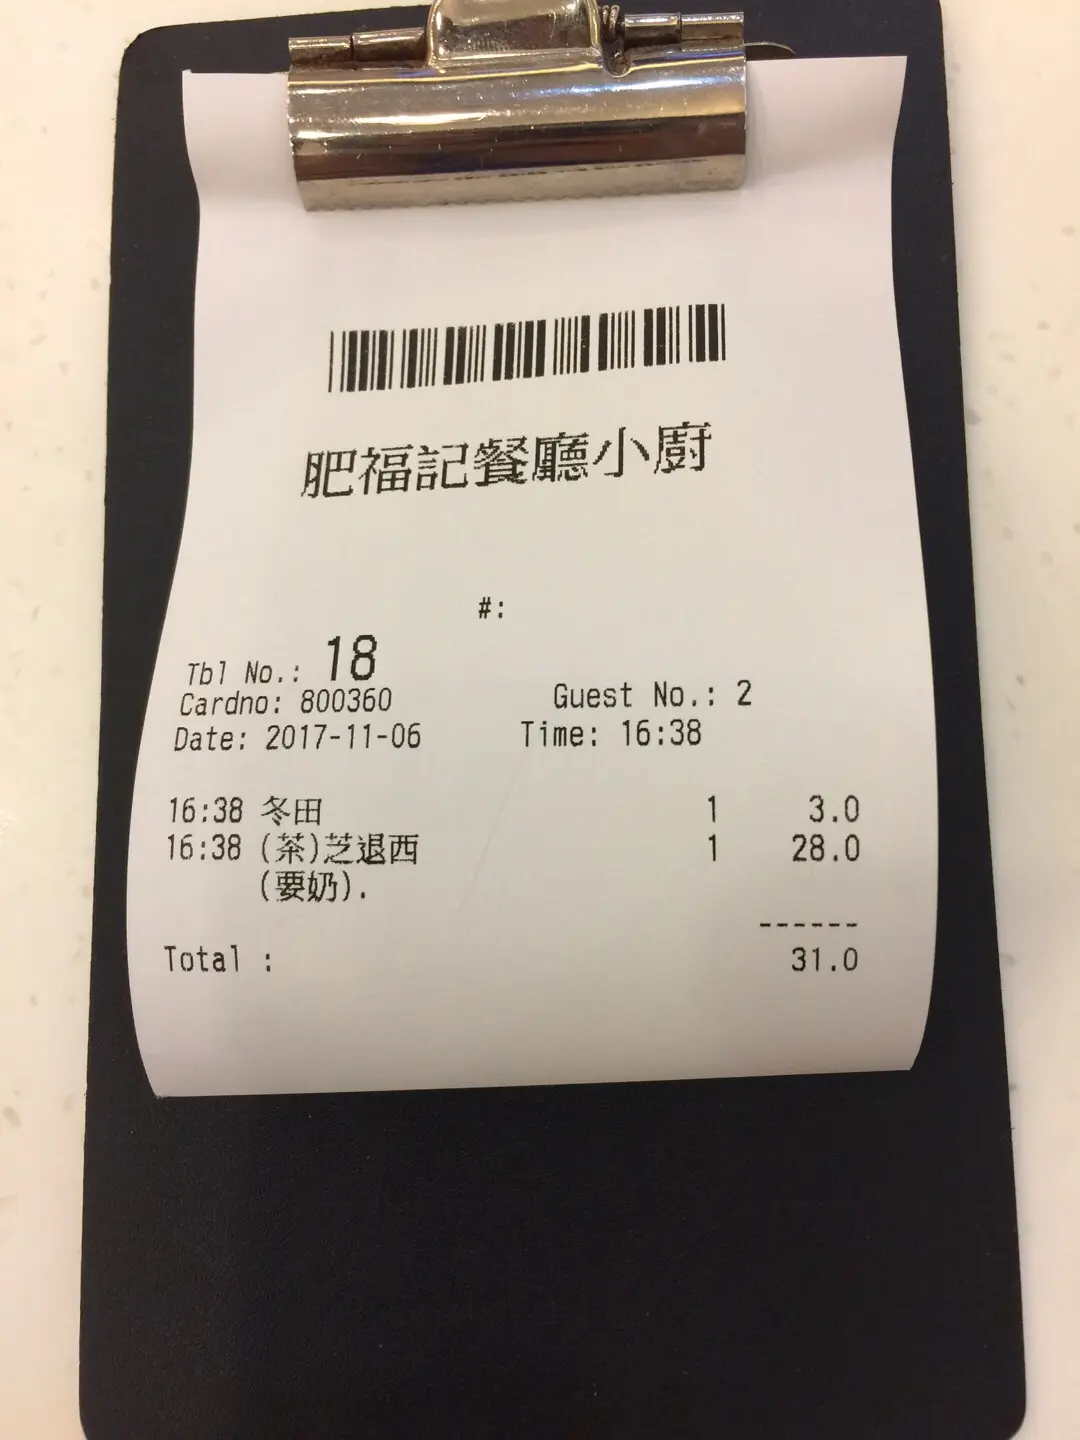 肥福記餐廳小廚
#:
Tbl No.: 18
Cardno: 800360 Guest No.: 2
Date: 2017-11-06 Time: 16:38
16:38 冬田 1 3.0
16:38 (茶)芝退西 1 28.0
(要奶).
------
Total : 31.0